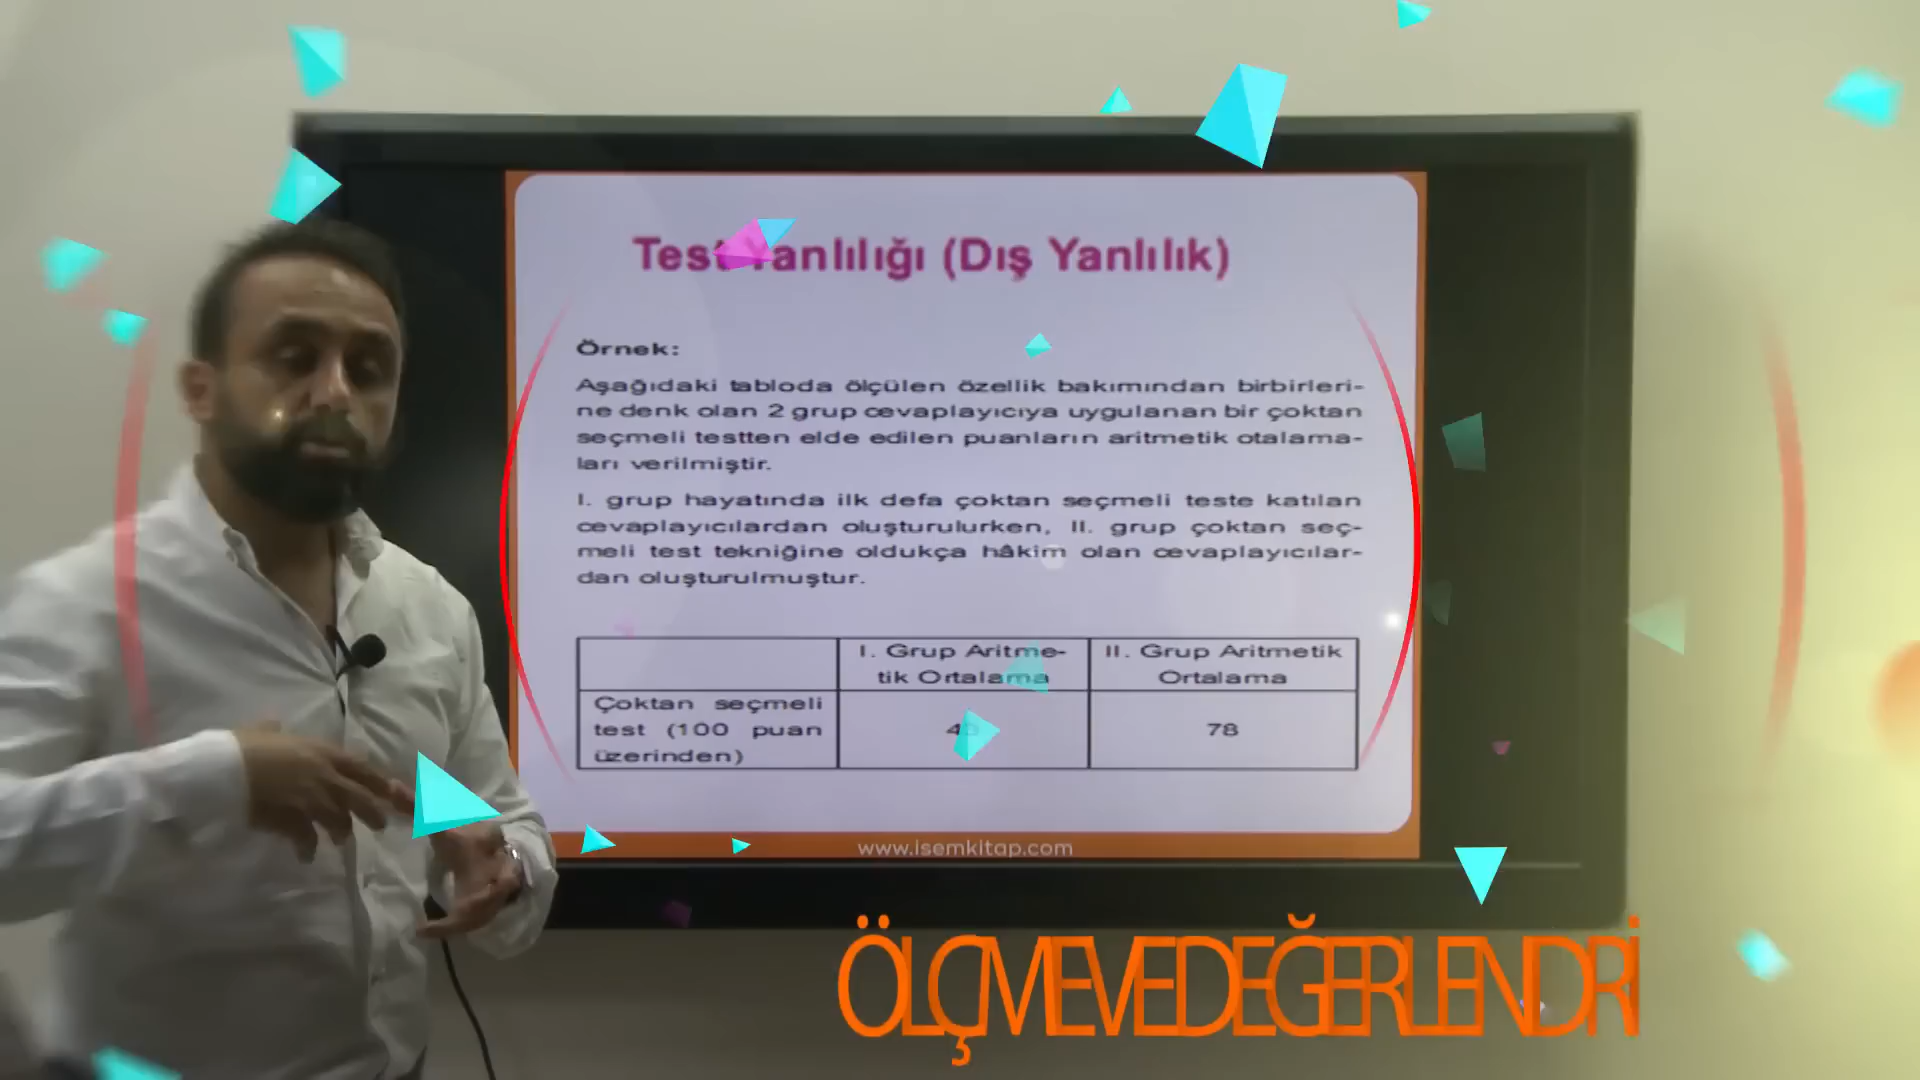 Test Yanlılığı (Dış Yanlılık)
Örnek:
Aşağıdaki tabloda ölçülen özellik bakımından birbirleri-
ne denk olan 2 grup cevaplayıcıya uygulanan bir çoktan
seçmeli testten elde edilen puanların aritmetik otalama-
ları verilmiştir.
I. grup hayatında ilk defa çoktan seçmeli teste katılan
cevaplayıcılardan oluşturulurken, II. grup çoktan seç-
meli test tekniğine oldukça hâkim olan cevaplayıcılar-
dan oluşturulmuştur.
I. Grup Aritme-
tik Ortalama
II. Grup Aritmetik
Ortalama
Çoktan seçmeli
test (100 puan
üzerinden)
78
www.isemkitap.com
ÖLÇMEVEDEĞERLENDRİ